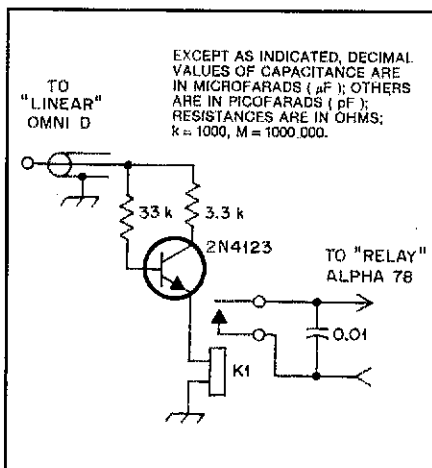 EXCEPT AS INDICATED, DECIMAL
VALUES OF CAPACITANCE ARE
IN MICROFARADS ( µF ); OTHERS
ARE IN PICOFARADS ( pF );
RESISTANCES ARE IN OHMS;
k = 1000, M = 1000 000.
TO
"LINEAR"
OMNI D
33 k
3.3 k
2N4123
TO "RELAY"
ALPHA 78
0.01
K1